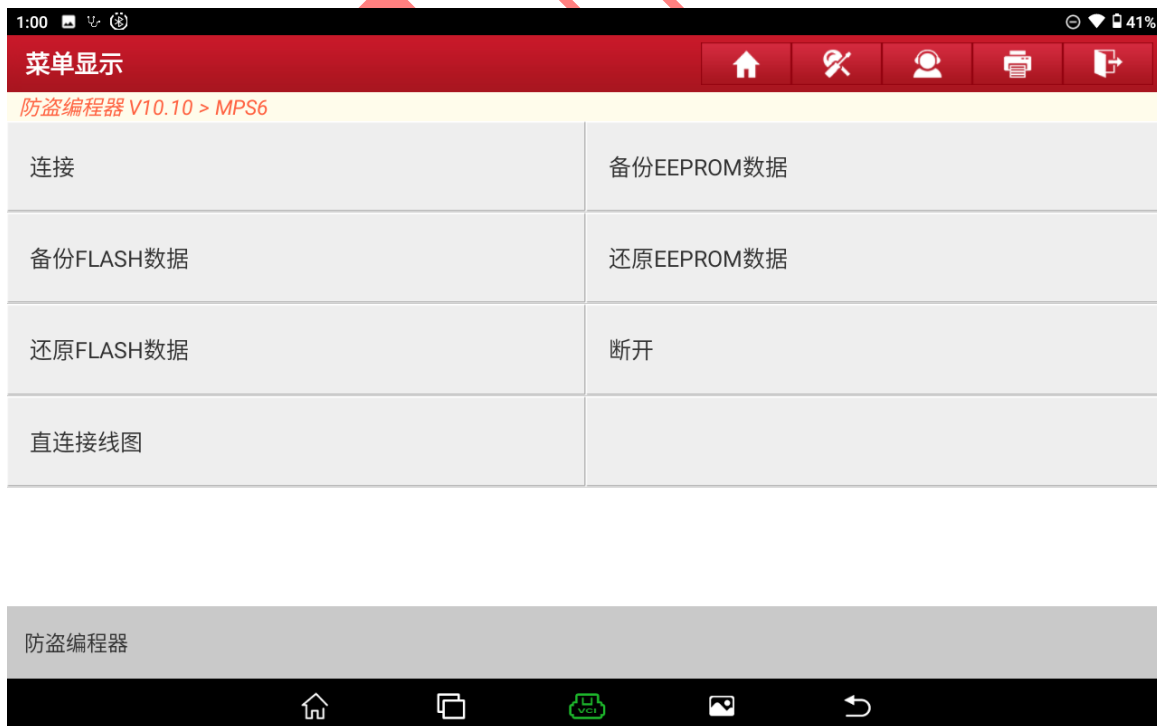 1:00 41%
菜单显示
防盗编程器 V10.10 > MPS6
连接 备份EEPROM数据
备份FLASH数据 还原EEPROM数据
还原FLASH数据 断开
直连接线图
防盗编程器
VCI